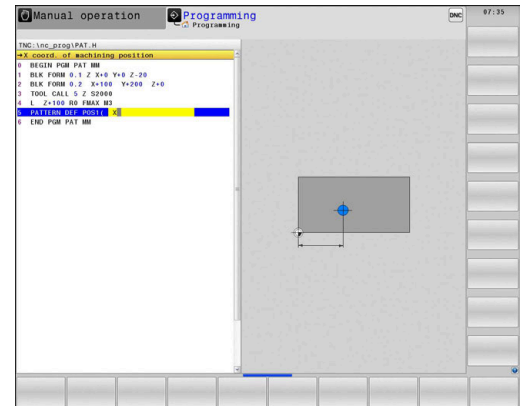 Manual operation
Programming
Programming
DNC
07:35
TNC:\nc_prog\PAT.H
→X coord. of machining position
0 BEGIN PGM PAT MM
1 BLK FORM 0.1 Z X+0 Y+0 Z-20
2 BLK FORM 0.2 X+100 Y+200 Z+0
3 TOOL CALL 5 Z S2000
4 L Z+100 R0 FMAX M3
5 PATTERN DEF POS1( X
6 END PGM PAT MM